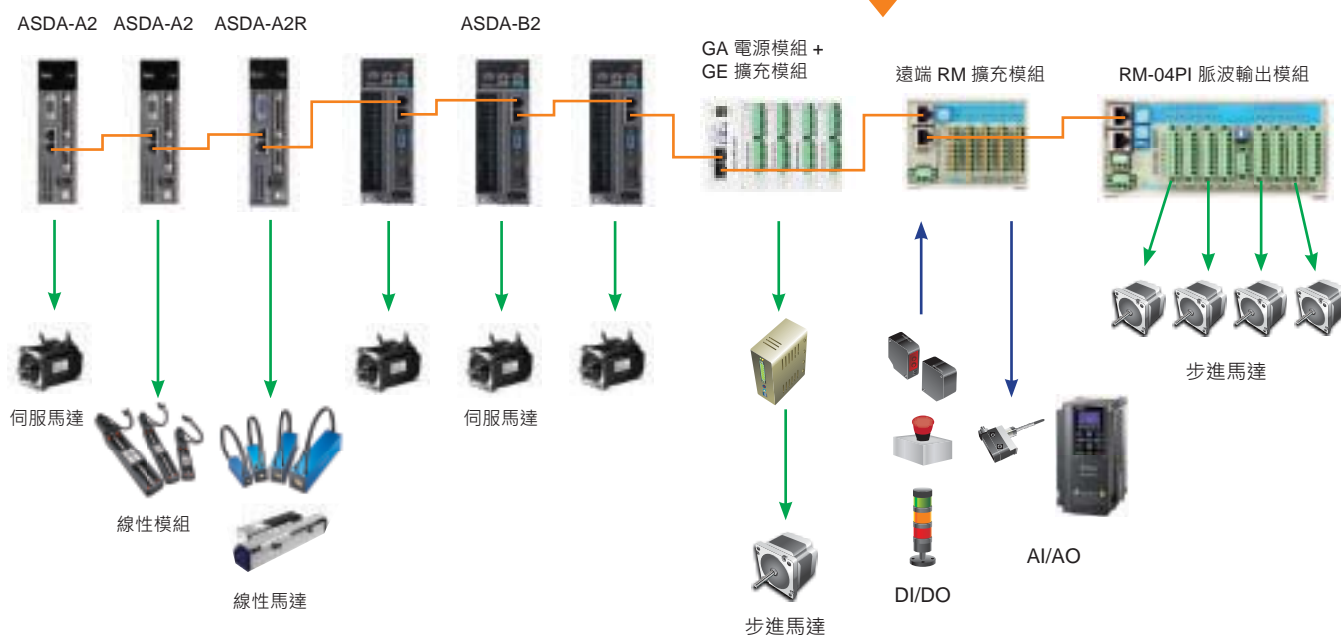 ASDA-A2
ASDA-A2
ASDA-A2R
ASDA-B2
GA 電源模組 +
GE 擴充模組
遠端 RM 擴充模組
RM-04PI 脈波輸出模組
伺服馬達
線性模組
線性馬達
伺服馬達
步進馬達
DI/DO
AI/AO
步進馬達